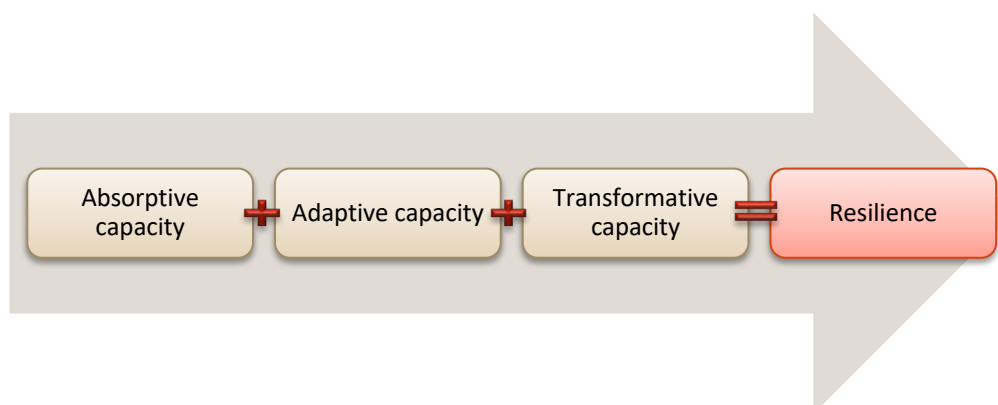 Absorptive
capacity
+
Adaptive capacity
+
Transformative
capacity
=
Resilience